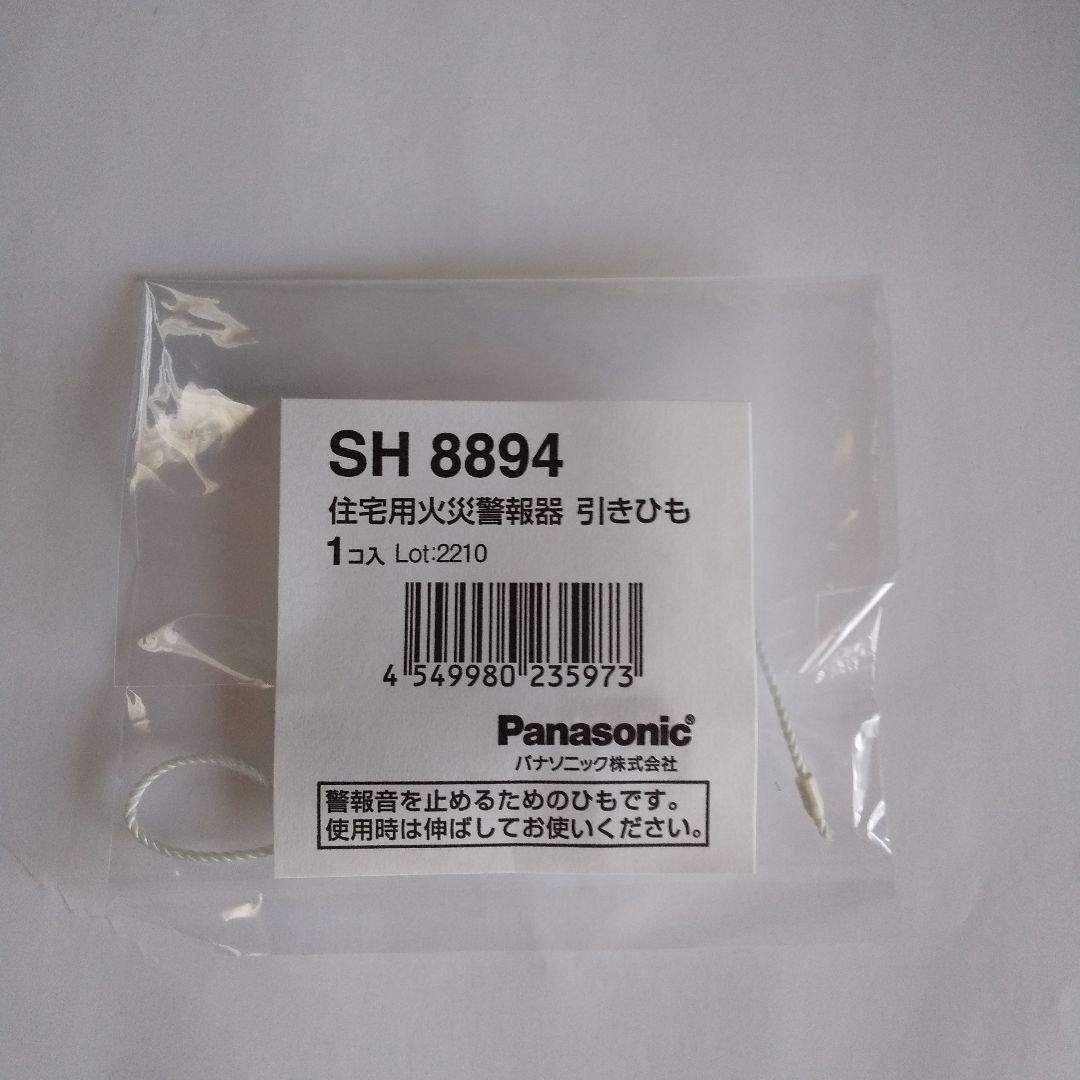 SH 8894
住宅用火災警報器 引きひも
1コ入 Lot:2210
4 549980 235973
Panasonic®
パナソニック株式会社
警報音を止めるためのひもです。
使用時は伸ばしてお使いください。